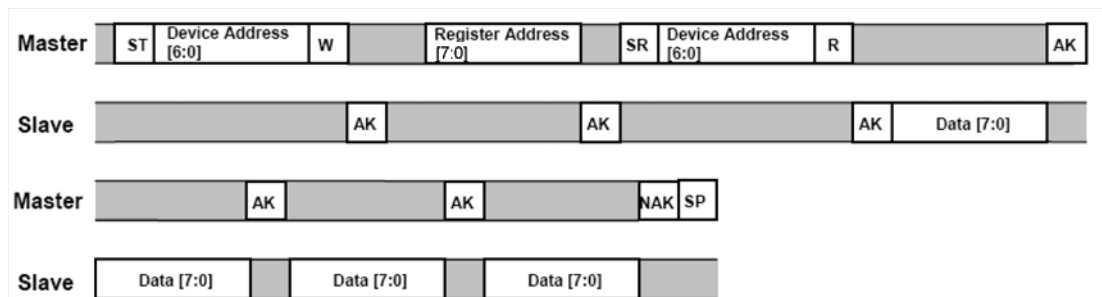 Master ST Device Address [6:0] W Register Address [7:0] SR Device Address [6:0] R AK
Slave AK AK AK Data [7:0]
Master AK AK NAK SP
Slave Data [7:0] Data [7:0] Data [7:0]